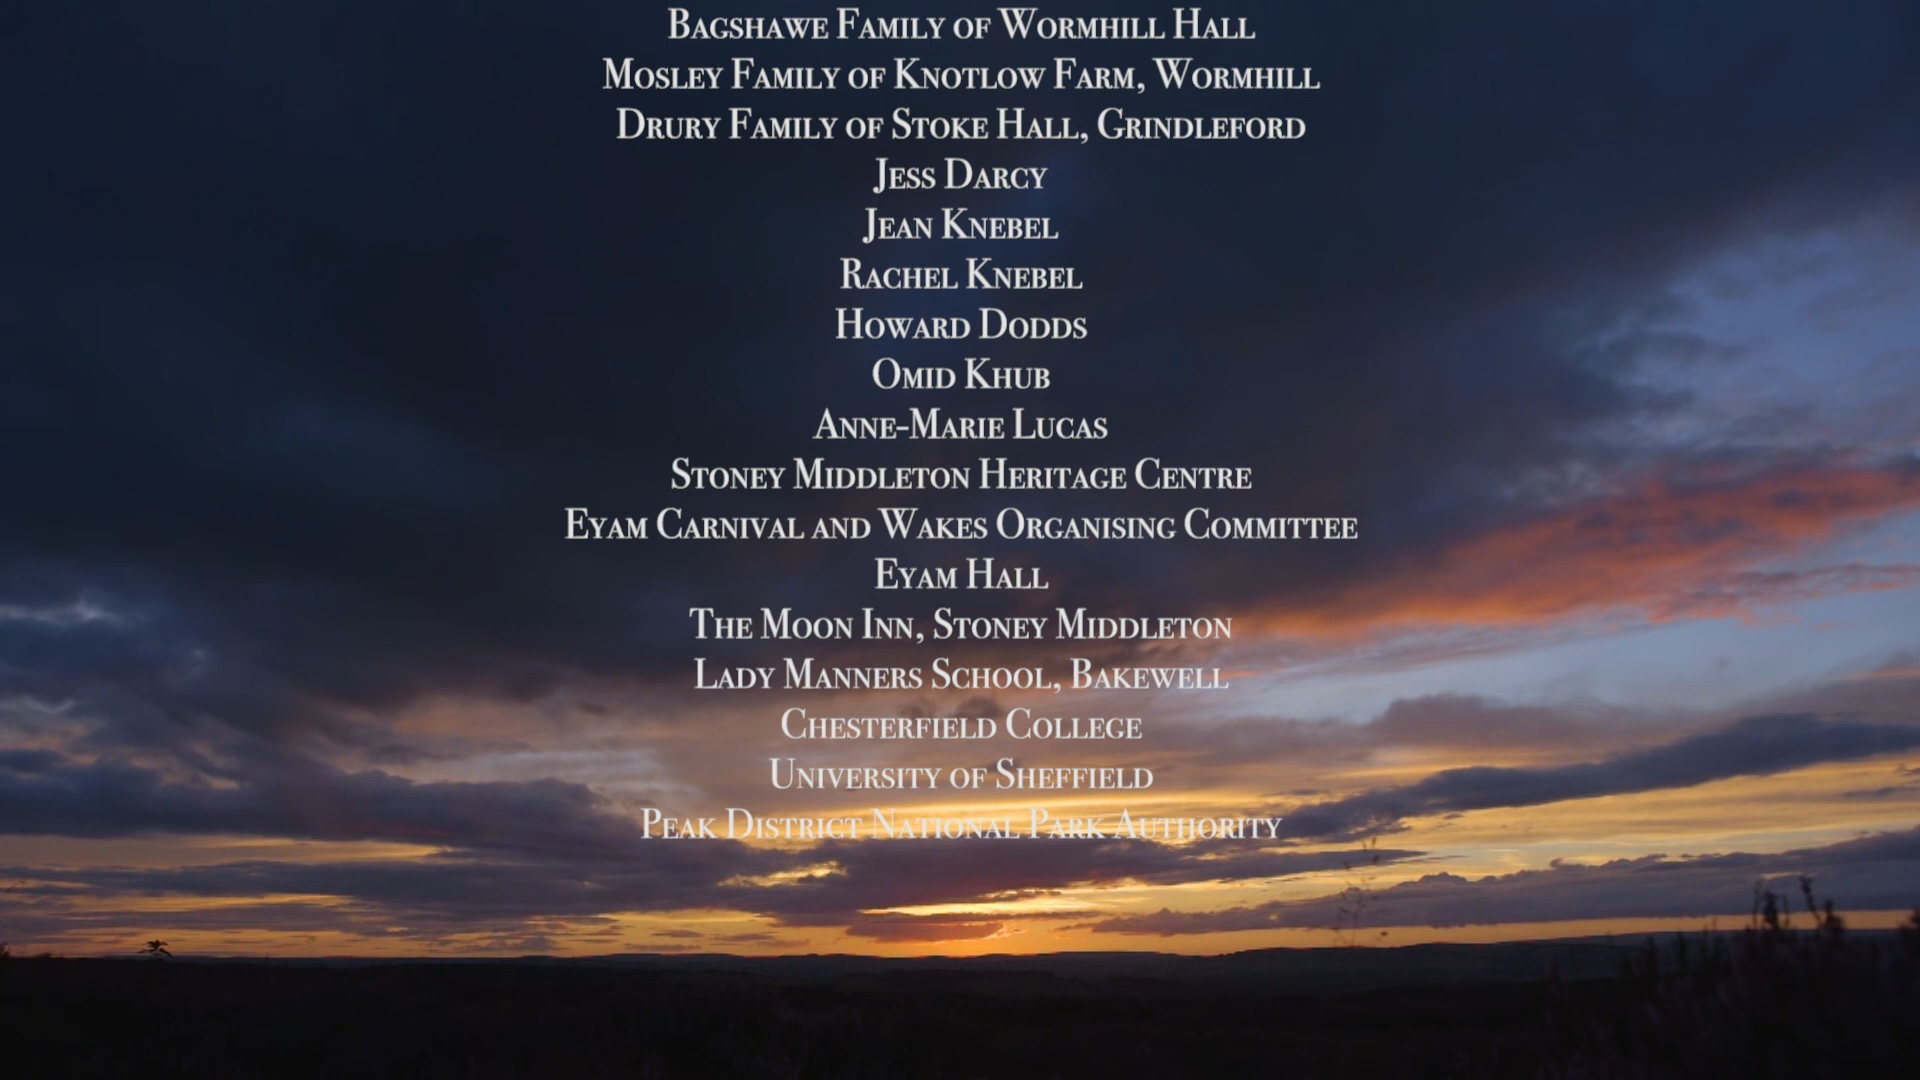 Bagshawe Family of Wormhill Hall
Mosley Family of Knotlow Farm, Wormhill
Drury Family of Stoke Hall, Grindleford
Jess Darcy
Jean Knebel
Rachel Knebel
Howard Dodds
Omid Khub
Anne-Marie Lucas
Stoney Middleton Heritage Centre
Eyam Carnival and Wakes Organising Committee
Eyam Hall
The Moon Inn, Stoney Middleton
Lady Manners School, Bakewell
Chesterfield College
University of Sheffield
Peak District National Park Authority